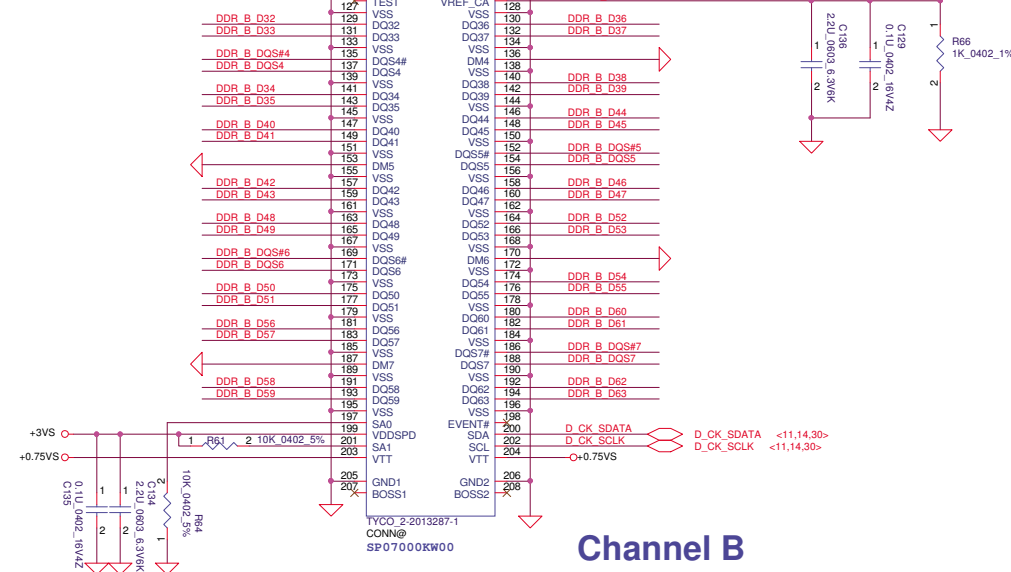 TEST 127 128 VREF_CA
VSS VSS
DDR_B_D32 129 DQ32 DQ36 130 DDR_B_D36
DDR_B_D33 131 DQ33 DQ37 132 DDR_B_D37
133 VSS VSS 134
DDR_B_DQS#4 135 DQS4# DM4 136
DDR_B_DQS4 137 DQS4 VSS 138
139 VSS DQ38 140 DDR_B_D38
DDR_B_D34 141 DQ34 DQ39 142 DDR_B_D39
DDR_B_D35 143 DQ35 VSS 144
145 VSS DQ44 146 DDR_B_D44
DDR_B_D40 147 DQ40 DQ45 148 DDR_B_D45
DDR_B_D41 149 DQ41 VSS 150
151 VSS DQS5# 152 DDR_B_DQS#5
153 DM5 DQS5 154 DDR_B_DQS5
155 VSS VSS 156
DDR_B_D42 157 DQ42 DQ46 158 DDR_B_D46
DDR_B_D43 159 DQ43 DQ47 160 DDR_B_D47
161 VSS VSS 162
DDR_B_D48 163 DQ48 DQ52 164 DDR_B_D52
DDR_B_D49 165 DQ49 DQ53 166 DDR_B_D53
167 VSS VSS 168
DDR_B_DQS#6 169 DQS6# DM6 170
DDR_B_DQS6 171 DQS6 VSS 172
173 VSS DQ54 174 DDR_B_D54
DDR_B_D50 175 DQ50 DQ55 176 DDR_B_D55
DDR_B_D51 177 DQ51 VSS 178
179 VSS DQ60 180 DDR_B_D60
DDR_B_D56 181 DQ56 DQ61 182 DDR_B_D61
DDR_B_D57 183 DQ57 VSS 184
185 VSS DQS7# 186 DDR_B_DQS#7
187 DM7 DQS7 188 DDR_B_DQS7
189 VSS VSS 190
DDR_B_D58 191 DQ58 DQ62 192 DDR_B_D62
DDR_B_D59 193 DQ59 DQ63 194 DDR_B_D63
195 VSS VSS 196
197 SA0 EVENT# 198
+3VS 199 VDDSPD SDA 200 D_CK_SDATA D_CK_SDATA <11,14,30>
1 R61 2 10K_0402_5% 201 SA1 SCL 202 D_CK_SCLK D_CK_SCLK <11,14,30>
+0.75VS 203 VTT VTT 204 +0.75VS
205 GND1 GND2 206
207 BOSS1 BOSS2 208
TYCO_2-2013287-1
CONN@
SP07000KW00
Channel B
1 2 C135
0.1U_0402_16V4Z
1 2 C134
2.2U_0603_6.3V6K
2 1 R64
10K_0402_5%
1 2 C136
2.2U_0603_6.3V6K
1 2 C129
0.1U_0402_16V4Z
1 2 R66
1K_0402_1%